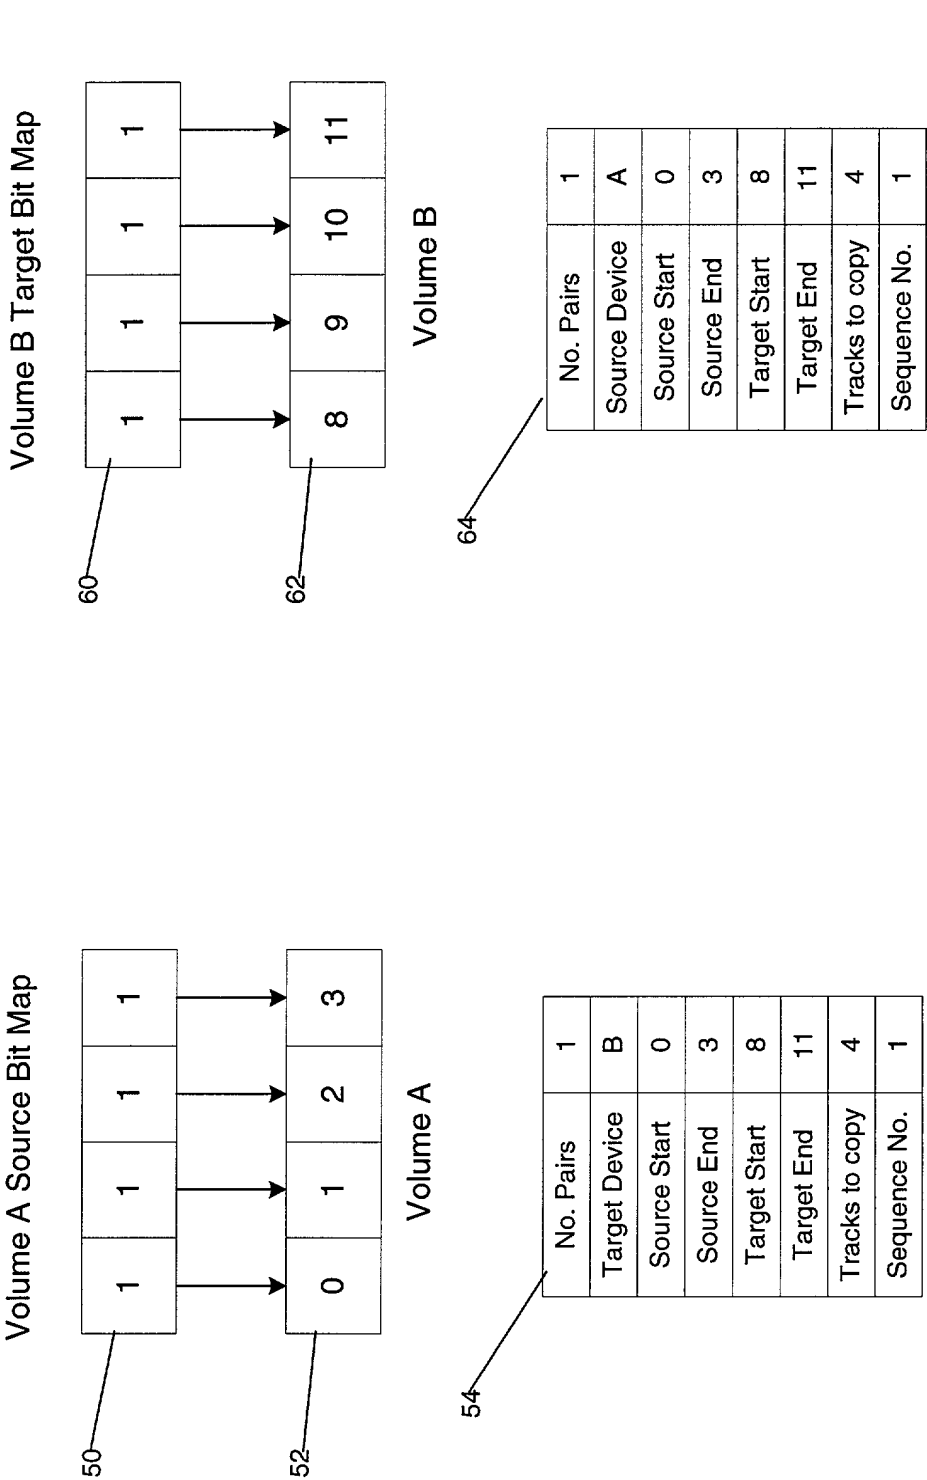 Volume A Source Bit Map
50
1 1 1 1
52
0 1 2 3
Volume A
54
No. Pairs 1
Target Device B
Source Start 0
Source End 3
Target Start 8
Target End 11
Tracks to copy 4
Sequence No. 1
Volume B Target Bit Map
60
1 1 1 1
62
8 9 10 11
Volume B
64
No. Pairs 1
Source Device A
Source Start 0
Source End 3
Target Start 8
Target End 11
Tracks to copy 4
Sequence No. 1